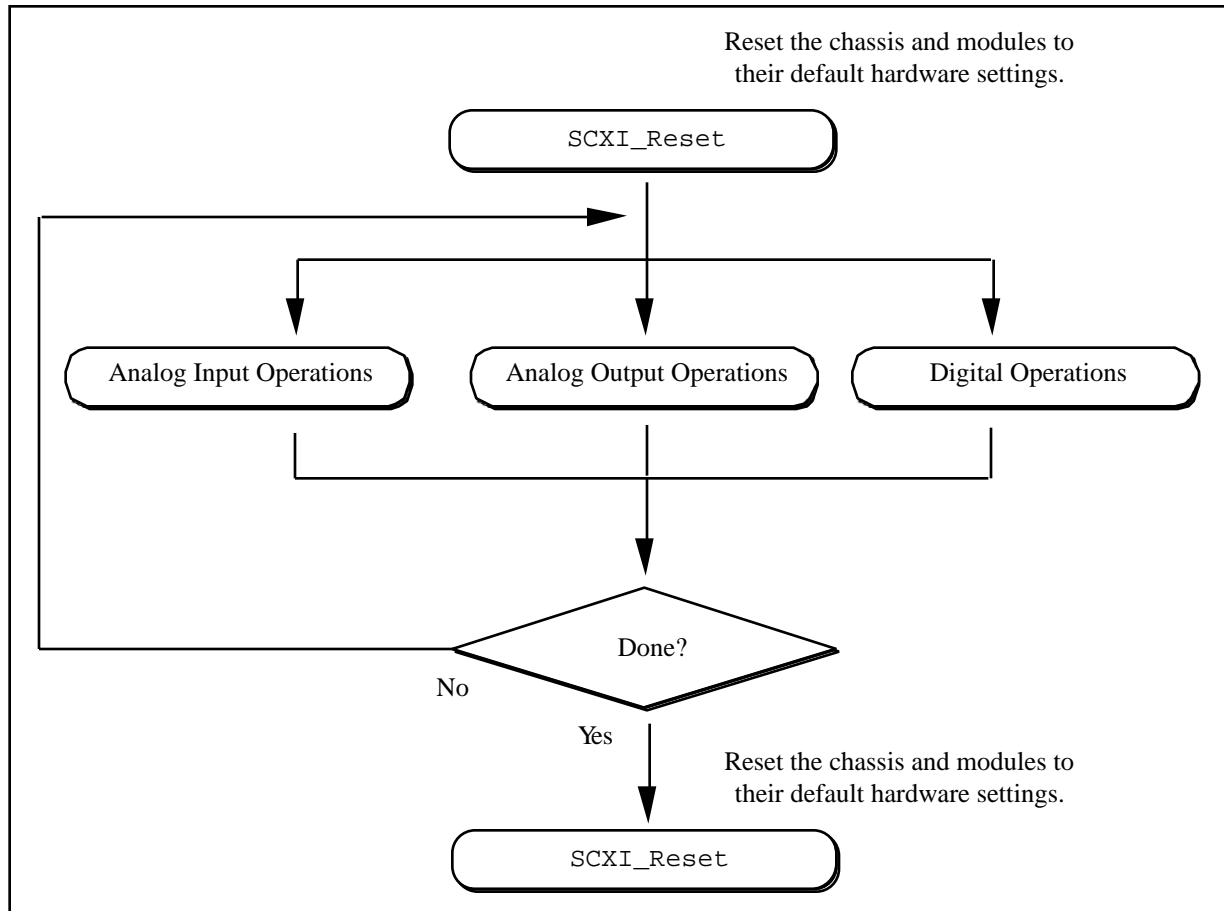 Reset the chassis and modules to
their default hardware settings.
SCXI_Reset
Analog Input Operations
Analog Output Operations
Digital Operations
Done?
No
Yes
Reset the chassis and modules to
their default hardware settings.
SCXI_Reset